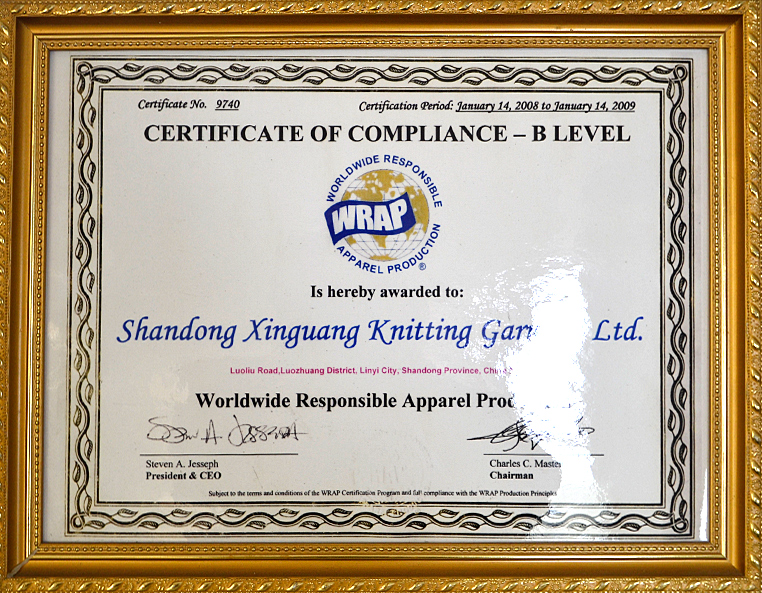 Certificate No. 9740
Certification Period: January 14, 2008 to January 14, 2009
CERTIFICATE OF COMPLIANCE – B LEVEL
WORLDWIDE RESPONSIBLE
WRAP
APPAREL PRODUCTION ®
Is hereby awarded to:
Shandong Xinguang Knitting Ltd.
Luoliu Road,Luozhuang District, Linyi City, Shandong Province,
Worldwide Responsible Apparel
Steven A. Jesseph
Charles C.
President & CEO
Chairman
Subject to the terms and conditions of the WRAP Certification Program and full compliance with the WRAP Production Principles